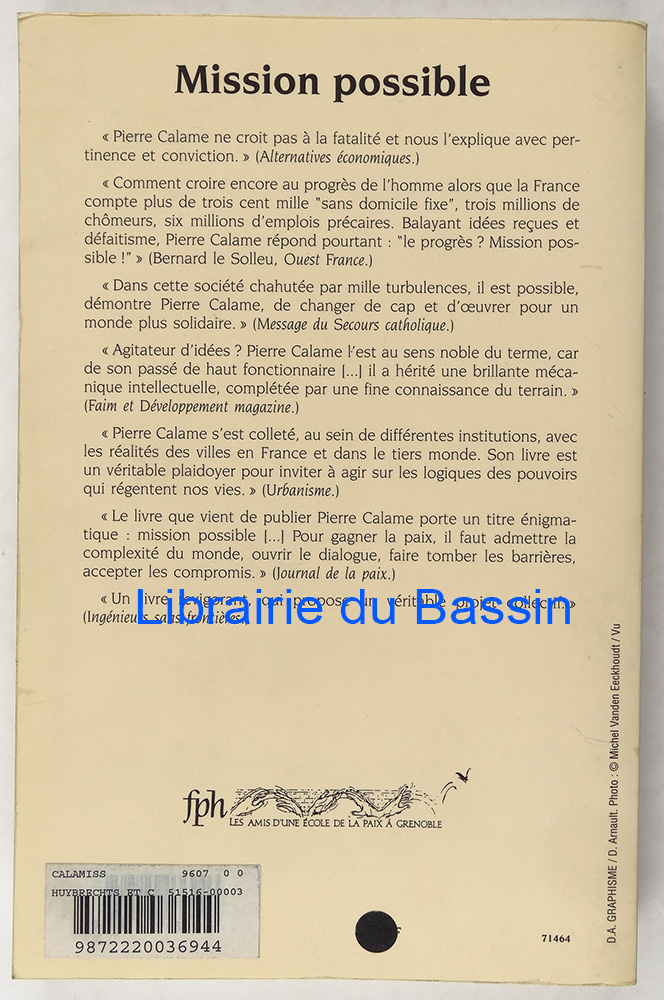 Mission possible
« Pierre Calame ne croit pas à la fatalité et nous l'explique avec per-
tinence et conviction. » (Alternatives économiques.)
« Comment croire encore au progrès de l'homme alors que la France
compte plus de trois cent mille "sans domicile fixe", trois millions de
chômeurs, six millions d'emplois précaires. Balayant idées reçues et
défaitisme, Pierre Calame répond pourtant : "le progrès ? Mission pos-
sible !" » (Bernard le Solleu, Ouest France.)
« Dans cette société chahutée par mille turbulences, il est possible,
démontre Pierre Calame, de changer de cap et d'œuvrer pour un
monde plus solidaire. » (Message du Secours catholique.)
« Agitateur d'idées ? Pierre Calame l'est au sens noble du terme, car
de son passé de haut fonctionnaire [...] il a hérité une brillante méca-
nique intellectuelle, complétée par une fine connaissance du terrain. »
(Faim et Développement magazine.)
« Pierre Calame s'est colleté, au sein de différentes institutions, avec
les réalités des villes en France et dans le tiers monde. Son livre est
un véritable plaidoyer pour inviter à agir sur les logiques des pouvoirs
qui régentent nos vies. » (Urbanisme.)
« Le livre que vient de publier Pierre Calame porte un titre énigma-
tique : mission possible [...] Pour gagner la paix, il faut admettre la
complexité du monde, ouvrir le dialogue, faire tomber les barrières,
accepter les compromis. » (Journal de la paix.)
« Un livre exigeant qui propose un véritable projet collectif. »
(Ingénieurs sans frontières.)
Librairie du Bassin
fph
LES AMIS D'UNE ÉCOLE DE LA PAIX À GRENOBLE
CALAMISS 9607 0 0
HUYBRECHTS ET C 51516-00003
9872220036944
71464
D.A. GRAPHISME / D. Arnault. Photo : © Michel Vanden Eeckhoudt / Vu